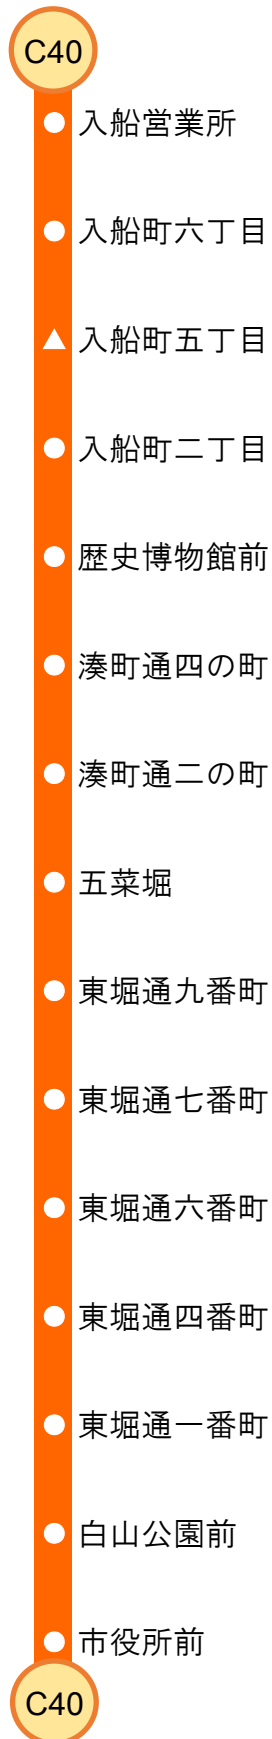 C40
入船営業所
入船町六丁目
入船町五丁目
入船町二丁目
歴史博物館前
湊町通四の町
湊町通二の町
五菜堀
東堀通九番町
東堀通七番町
東堀通六番町
東堀通四番町
東堀通一番町
白山公園前
市役所前
C40